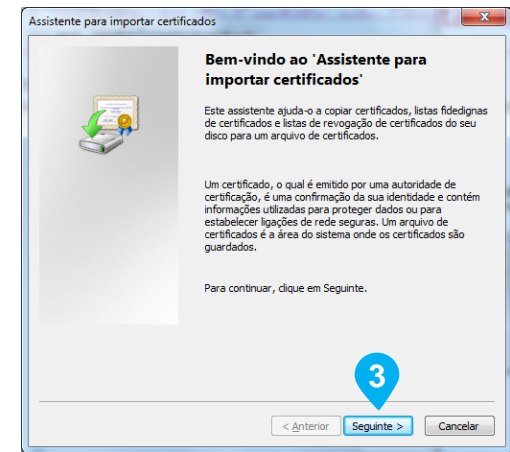 Assistente para importar certificados
Bem-vindo ao 'Assistente para
importar certificados'
Este assistente ajuda-o a copiar certificados, listas fidedignas
de certificados e listas de revogação de certificados do seu
disco para um arquivo de certificados.
Um certificado, o qual é emitido por uma autoridade de
certificação, é uma confirmação da sua identidade e contém
informações utilizadas para proteger dados ou para
estabelecer ligações de rede seguras. Um arquivo de
certificados é a área do sistema onde os certificados são
guardados.
Para continuar, clique em Seguinte.
3
< Anterior Seguinte > Cancelar